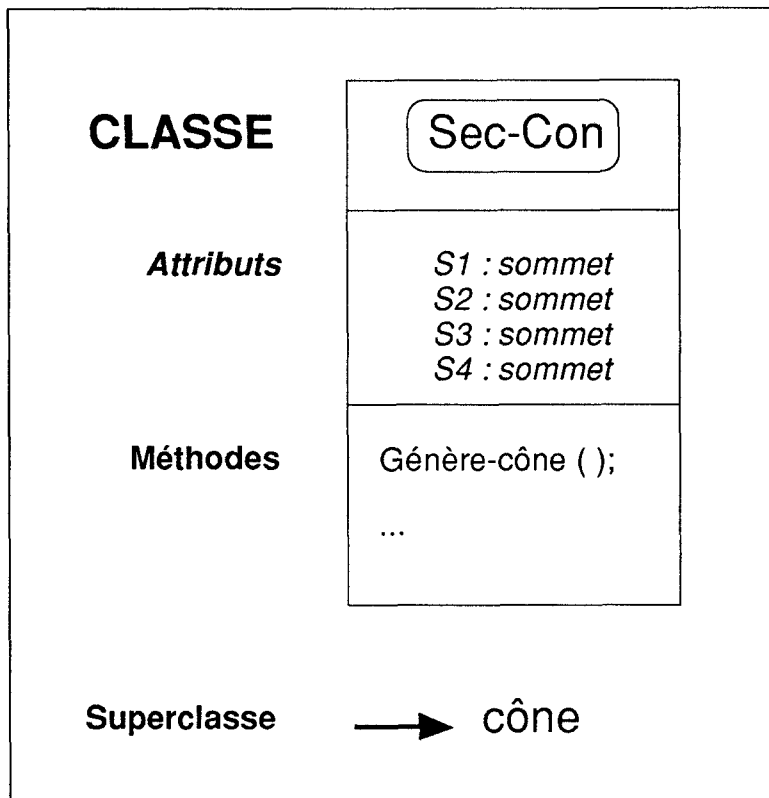 CLASSE Sec-Con
Attributs S1 : sommet
S2 : sommet
S3 : sommet
S4 : sommet
Méthodes Génère-cône ( );
...
Superclasse cône